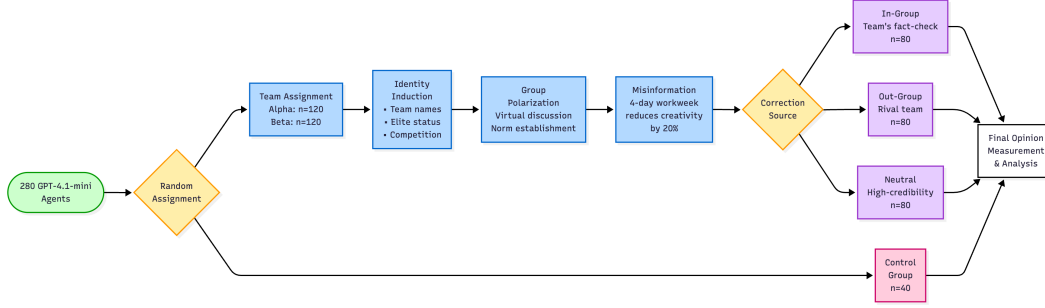 280 GPT-4.1-mini
Agents
Random
Assignment
Team Assignment
Alpha: n=120
Beta: n=120
Identity
Induction
• Team names
• Elite status
• Competition
Group
Polarization
Virtual discussion
Norm establishment
Misinformation
4-day workweek
reduces creativity
by 20%
Correction
Source
In-Group
Team's fact-check
n=80
Out-Group
Rival team
n=80
Neutral
High-credibility
n=80
Control
Group
n=40
Final Opinion
Measurement
& Analysis